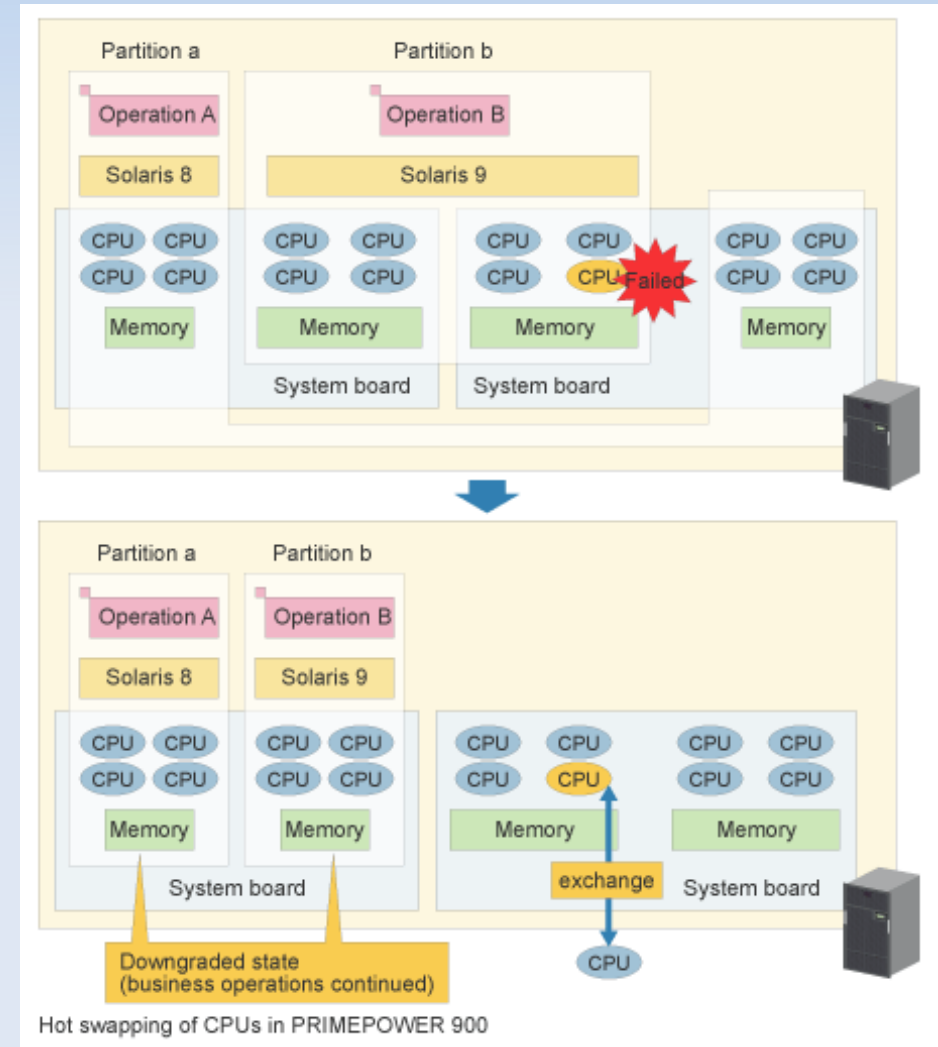 Partition a
Partition b
Operation A
Operation B
Solaris 8
Solaris 9
CPU CPU CPU CPU CPU CPU CPU CPU
CPU CPU CPU CPU CPU CPU Failed CPU CPU
Memory Memory Memory Memory
System board System board
Partition a
Partition b
Operation A
Operation B
Solaris 8
Solaris 9
CPU CPU CPU CPU CPU CPU CPU CPU
CPU CPU CPU CPU CPU CPU CPU CPU
Memory Memory Memory Memory
System board exchange System board
Downgraded state
(business operations continued)
CPU
Hot swapping of CPUs in PRIMEPOWER 900